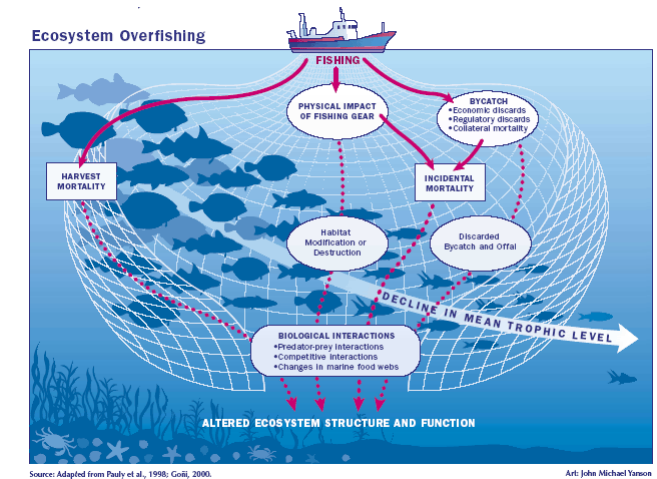 Ecosystem Overfishing
FISHING
PHYSICAL IMPACT
OF FISHING GEAR
BYCATCH
•Economic discards
•Regulatory discards
•Collateral mortality
HARVEST
MORTALITY
INCIDENTAL
MORTALITY
Habitat
Modification or
Destruction
Discarded
Bycatch and Offal
DECLINE IN MEAN TROPHIC LEVEL
BIOLOGICAL INTERACTIONS
•Predator-prey interactions
•Competitive interactions
•Changes in marine food webs
ALTERED ECOSYSTEM STRUCTURE AND FUNCTION
Source: Adapted from Pauly et al., 1998; Goñi, 2000.
Art: John Michael Yanson